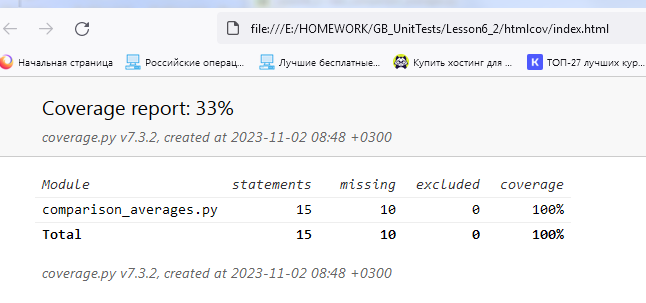 file:///E:/HOMEWORK/GB_UnitTests/Lesson6_2/htmlcov/index.html
Начальная страница Российские операц... Лучшие бесплатные... Купить хостинг для ... K ТОП-27 лучших кур...
Coverage report: 33%
coverage.py v7.3.2, created at 2023-11-02 08:48 +0300
Module statements missing excluded coverage
comparison_averages.py 15 10 0 100%
Total 15 10 0 100%
coverage.py v7.3.2, created at 2023-11-02 08:48 +0300